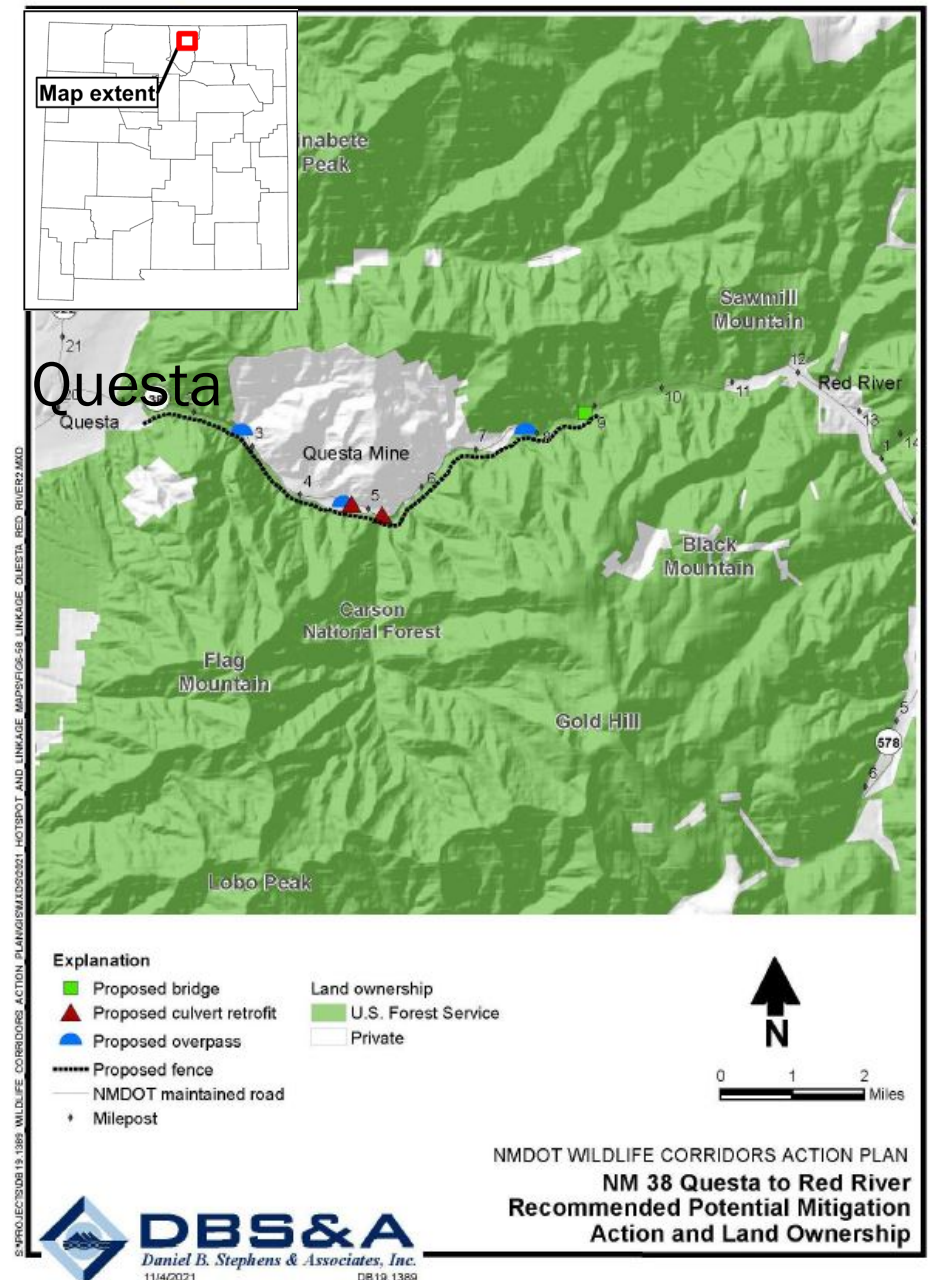 Map extent
inabete
Peak
Sawmill
Mountain
21
Questa
Questa
12
11
10
Red River
13
14
1
3
Questa Mine
7
8
9
4
5
6
Black
Mountain
Carson
National Forest
Flag
Mountain
Gold Hill
5
578
6
Lobo Peak
Explanation
Proposed bridge
Proposed culvert retrofit
Proposed overpass
Proposed fence
NMDOT maintained road
Milepost
Land ownership
U.S. Forest Service
Private
N
0 1 2
Miles
NMDOT WILDLIFE CORRIDORS ACTION PLAN
NM 38 Questa to Red River
Recommended Potential Mitigation
Action and Land Ownership
DBS&A
Daniel B. Stephens & Associates, Inc.
11/4/2021 DB19.1389